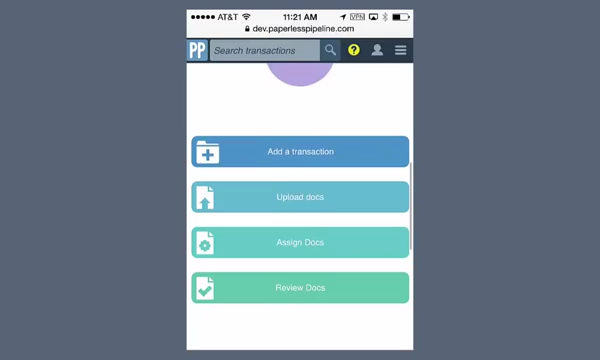 AT&T 11:21 AM VPN
dev.paperlesspipeline.com
PP Search transactions ?
Add a transaction
Upload docs
Assign Docs
Review Docs